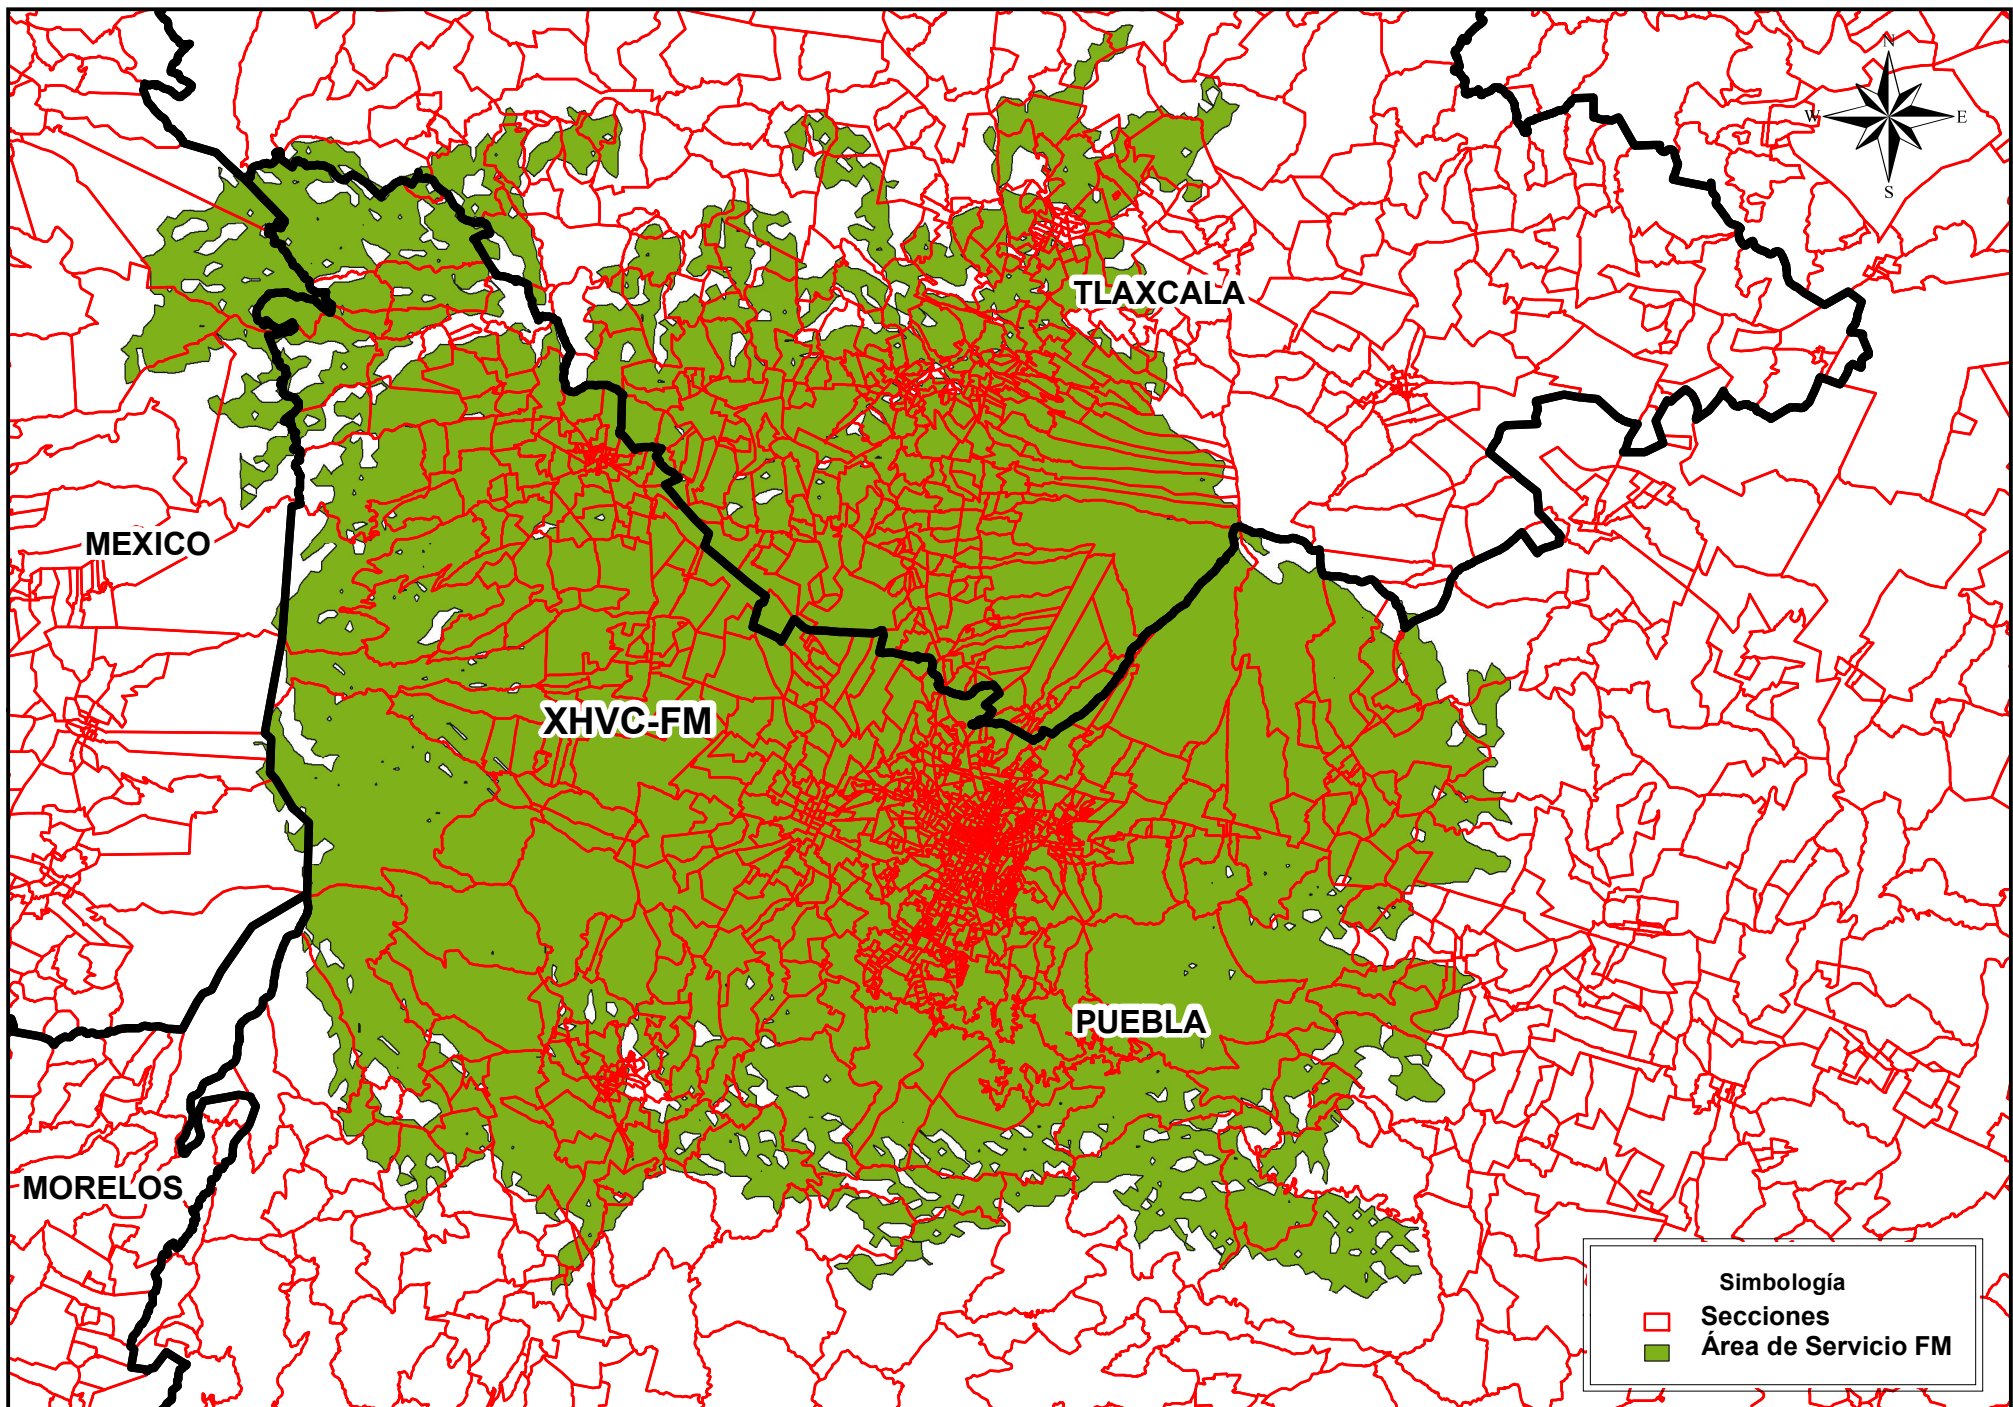 N
W
E
S
TLAXCALA
MEXICO
XHVC-FM
PUEBLA
MORELOS
Simbología
Secciones
Área de Servicio FM